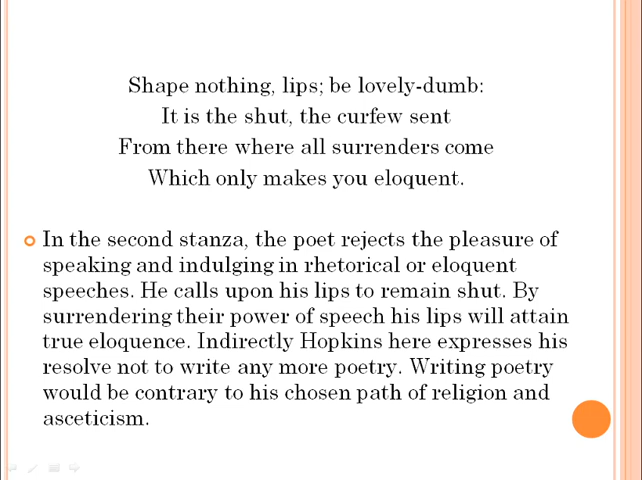 Shape nothing, lips; be lovely-dumb:
It is the shut, the curfew sent
From there where all surrenders come
Which only makes you eloquent.
In the second stanza, the poet rejects the pleasure of
speaking and indulging in rhetorical or eloquent
speeches. He calls upon his lips to remain shut. By
surrendering their power of speech his lips will attain
true eloquence. Indirectly Hopkins here expresses his
resolve not to write any more poetry. Writing poetry
would be contrary to his chosen path of religion and
asceticism.